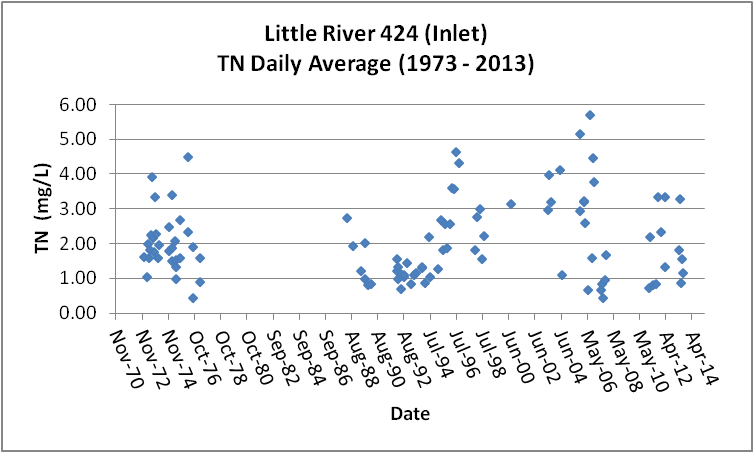 Little River 424 (Inlet)
TN Daily Average (1973 - 2013)
TN (mg/L)
6.00
5.00
4.00
3.00
2.00
1.00
0.00
Nov-70
Nov-72
Nov-74
Oct-76
Oct-78
Oct-80
Sep-82
Sep-84
Sep-86
Aug-88
Aug-90
Aug-92
Jul-94
Jul-96
Jul-98
Jun-00
Jun-02
Jun-04
May-06
May-08
May-10
Apr-12
Apr-14
Date